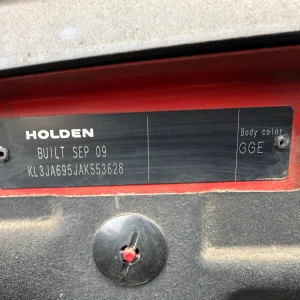 HOLDEN
BUILT SEP 09
KL3JA695JAK553628
Body color
GGE